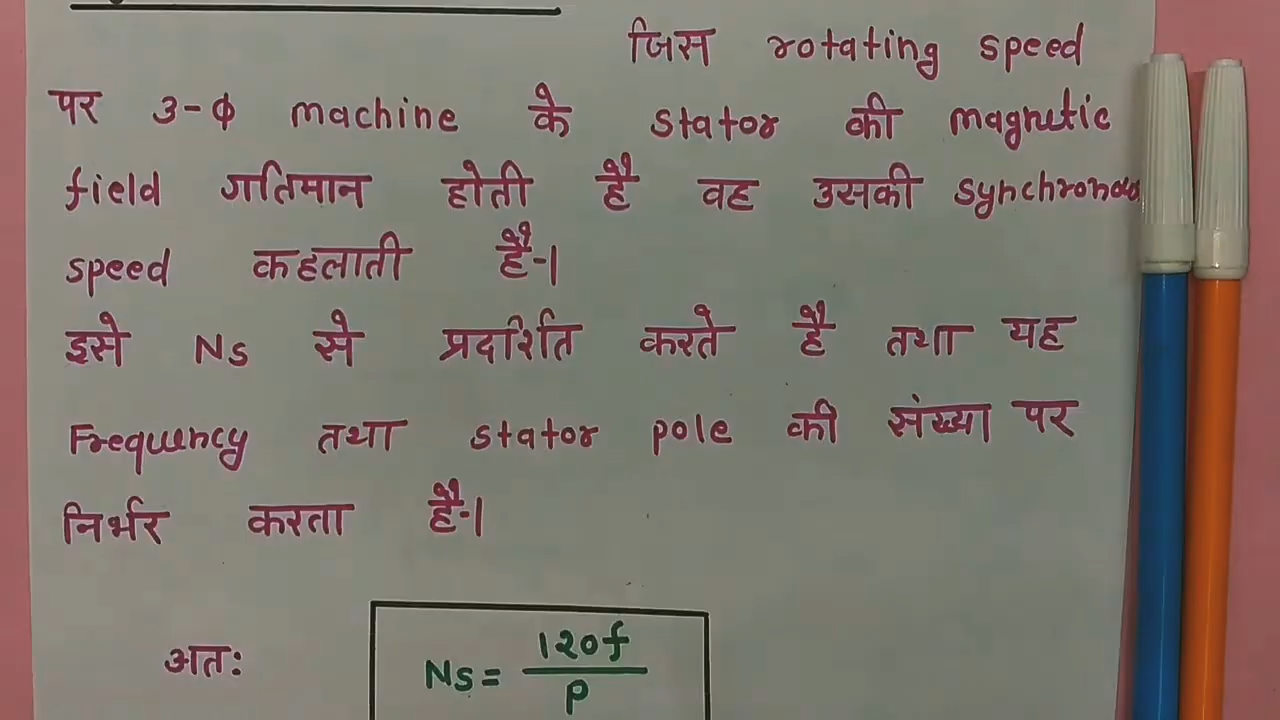 जिस rotating speed
पर 3-ф machine के stator की magnetic
field गतिमान होती है वह उसकी synchronous
speed कहलाती है-।
इसे Ns से प्रदर्शित करते है तथा यह
Frequency तथा stator pole की संख्या पर
निर्भर करता है-।
अतः Ns = 120f / P